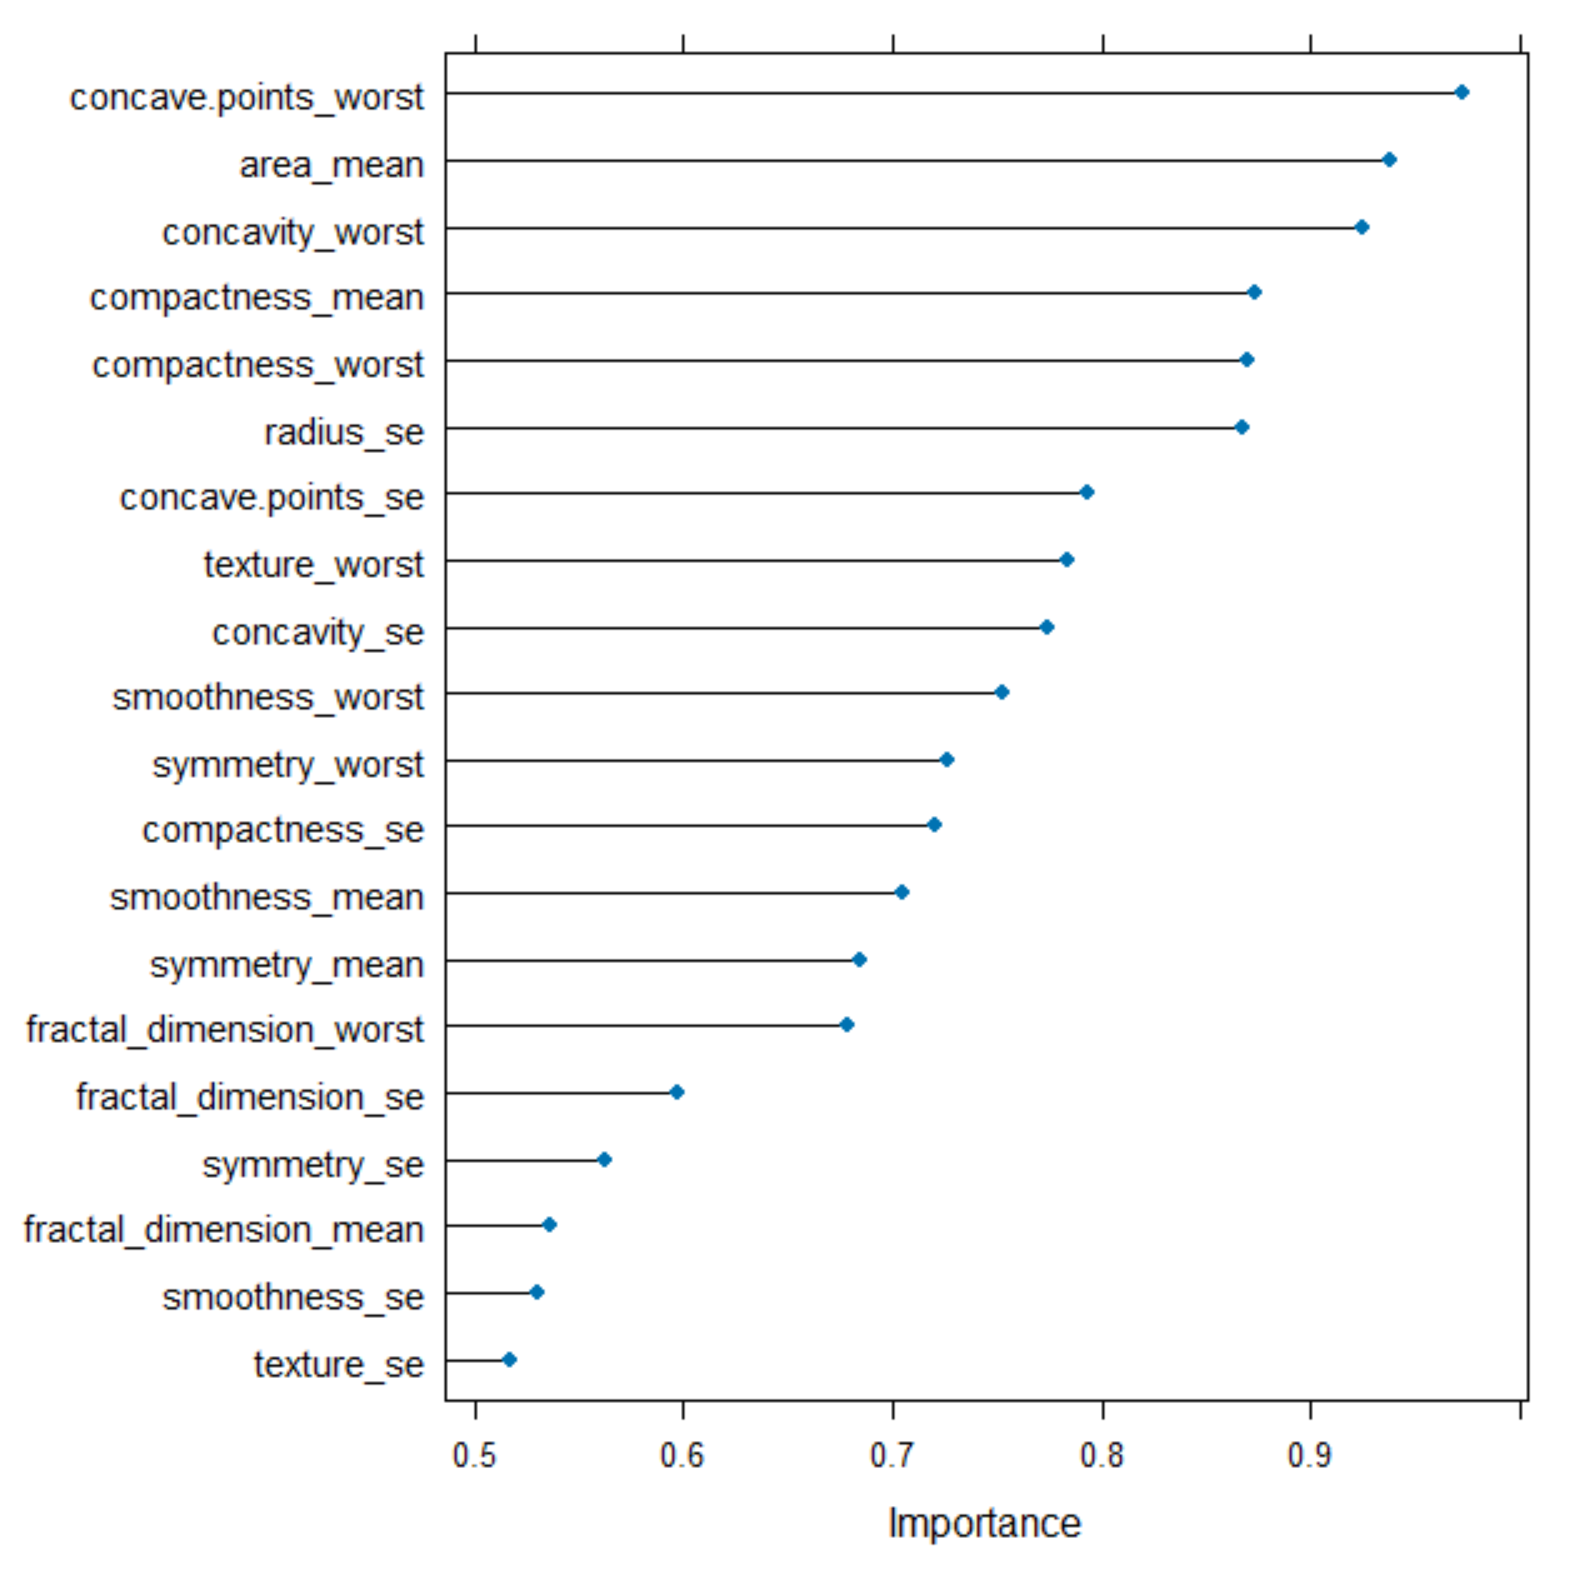 concave.points_worst
area_mean
concavity_worst
compactness_mean
compactness_worst
radius_se
concave.points_se
texture_worst
concavity_se
smoothness_worst
symmetry_worst
compactness_se
smoothness_mean
symmetry_mean
fractal_dimension_worst
fractal_dimension_se
symmetry_se
fractal_dimension_mean
smoothness_se
texture_se
0.5 0.6 0.7 0.8 0.9
Importance